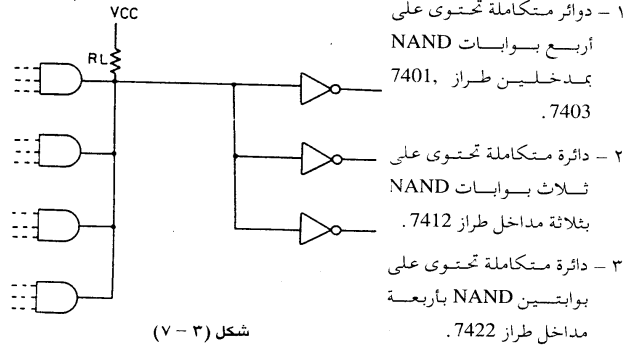 VCC
RL
١ – دوائر متكاملة تحتوى على
أربع بوابات NAND
بمدخلين طراز 7401,
7403.
٢ – دائرة متكاملة تحتوى على
ثلاث بوابات NAND
بثلاثة مداخل طراز 7412.
٣ – دائرة متكاملة تحتوى على
بوابتين NAND بأربعة
مداخل طراز 7422.
شكل (٣ – ٧)